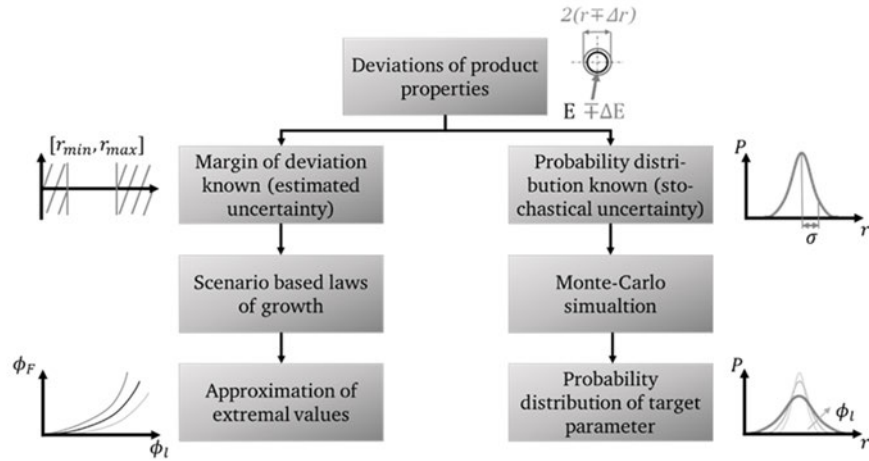 2(r ∓ Δr)
Deviations of product
properties
E ∓ΔE
[r_min, r_max]
Margin of deviation
known (estimated
uncertainty)
Probability distri-
bution known (sto-
chastical uncertainty)
P
σ
r
Scenario based laws
of growth
Monte-Carlo
simualtion
ϕ_F
ϕ_l
Approximation of
extremal values
Probability
distribution of target
parameter
P
ϕ_l
r